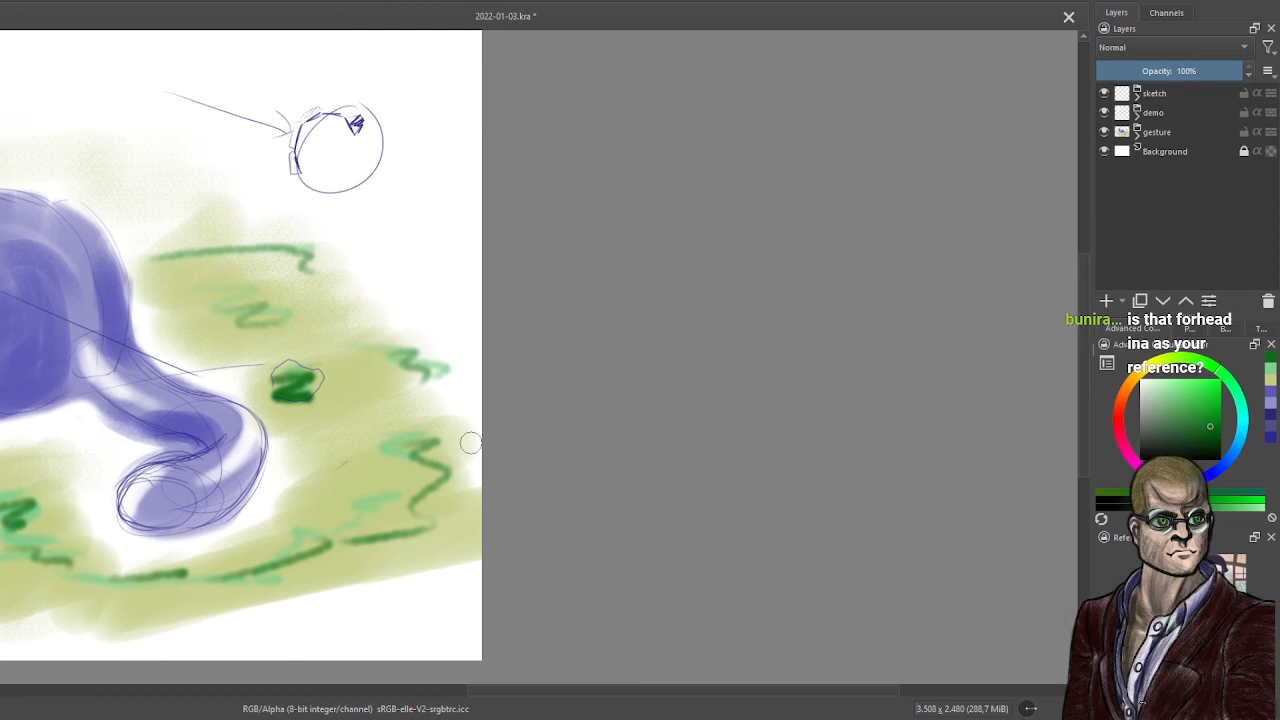 2022-01-03.kra *
Layers
Channels
Layers
Normal
Opacity: 100%
sketch
demo
gesture
Background
bunira... is that forhead
ina as your
reference?
Advanced Co...
P...
B...
T...
RGB/Alpha (8-bit integer/channel) sRGB-elle-V2-srgbtrc.icc
3.508 x 2.480 (288,7 MiB)